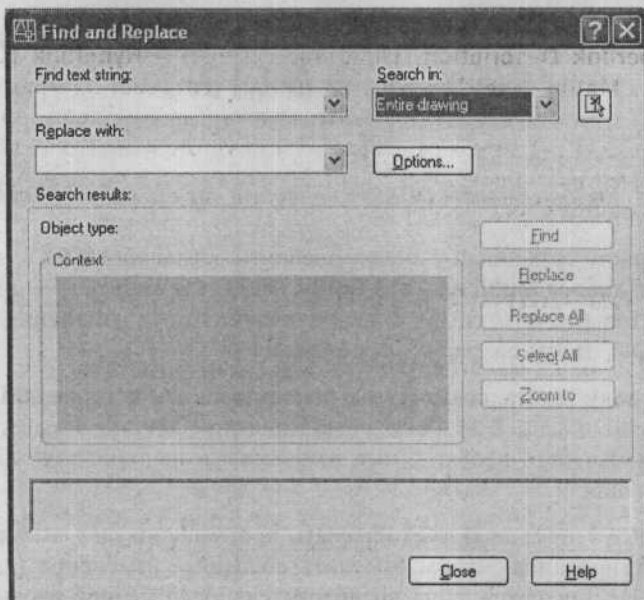 Find and Replace
Find text string:
Search in:
Entire drawing
Replace with:
Options...
Search results:
Object type:
Find
Context
Replace
Replace All
Select All
Zoom to
Close
Help